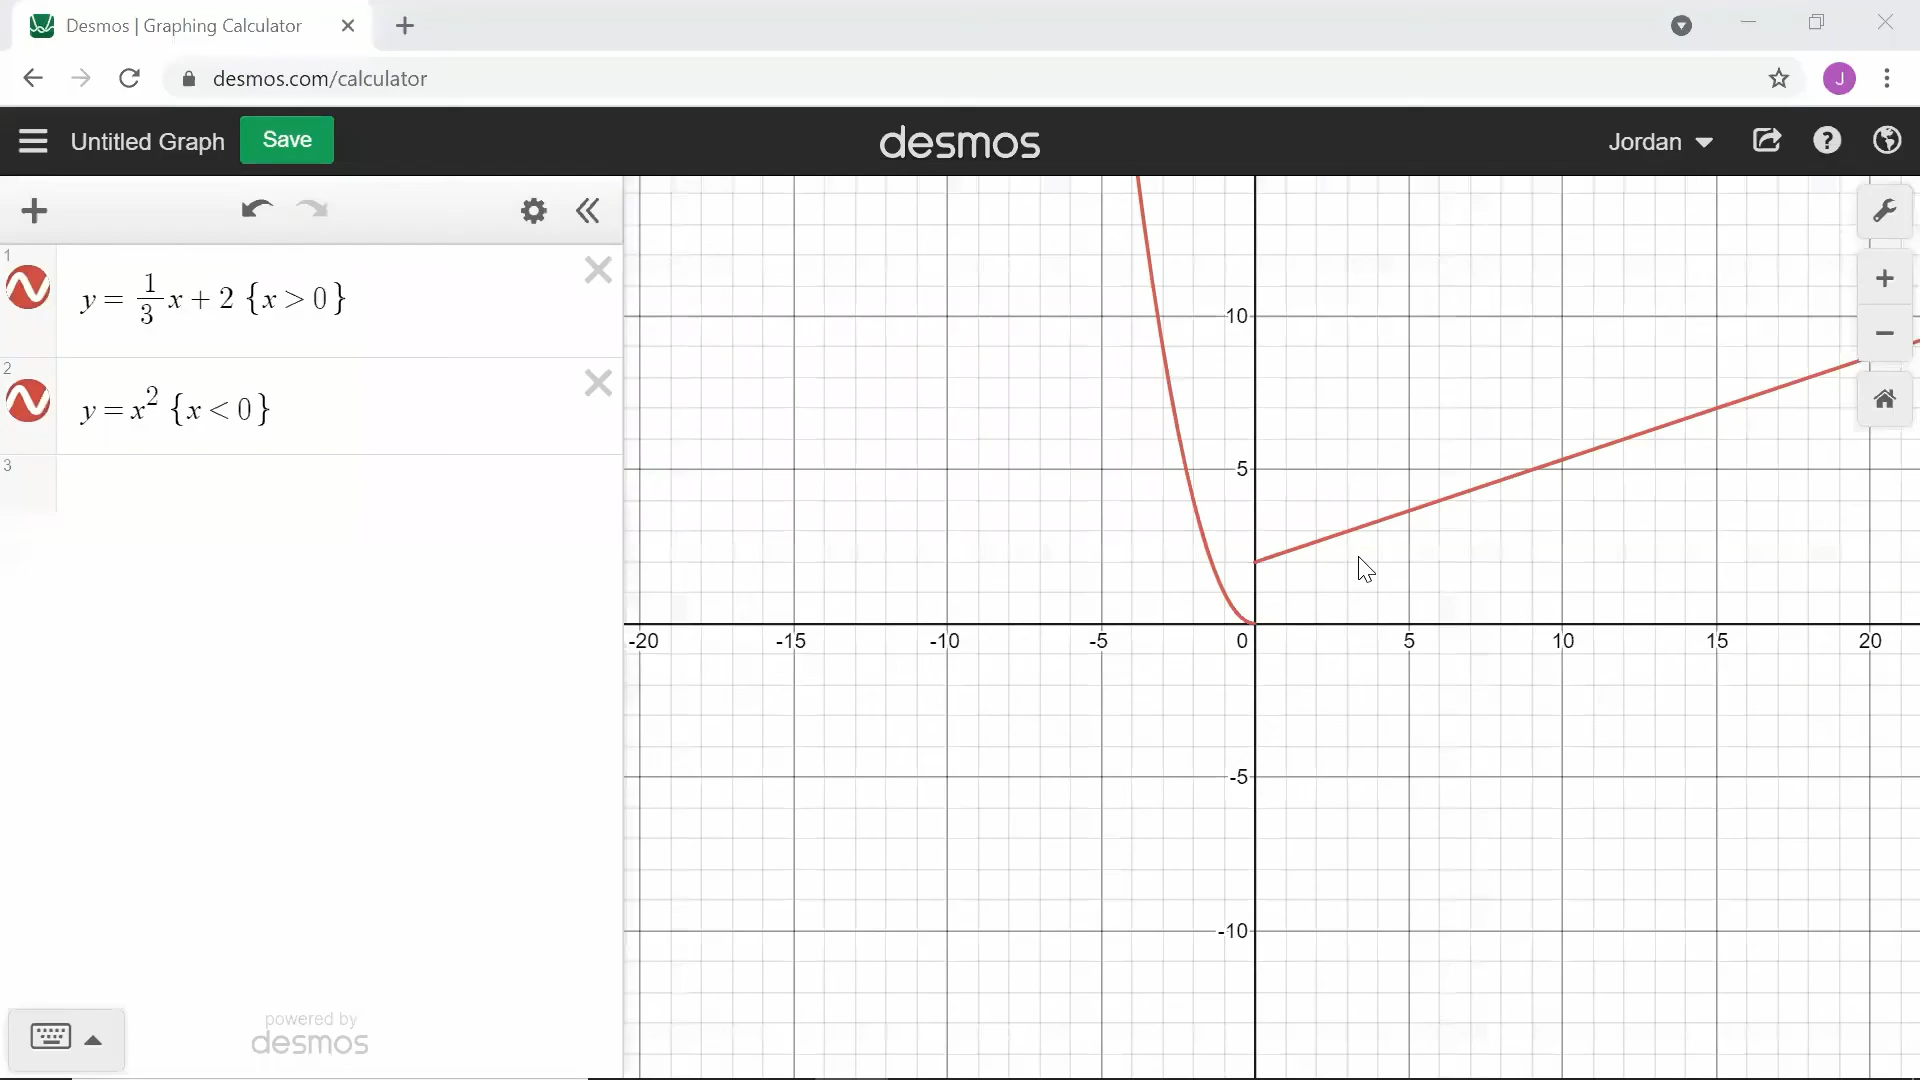 Desmos | Graphing Calculator
desmos.com/calculator
J
Untitled Graph
Save
desmos
Jordan
1
y = 1/3 x + 2 {x > 0}
2
y = x² {x < 0}
3
10
5
-20 -15 -10 -5 0 5 10 15 20
-5
-10
powered by
desmos